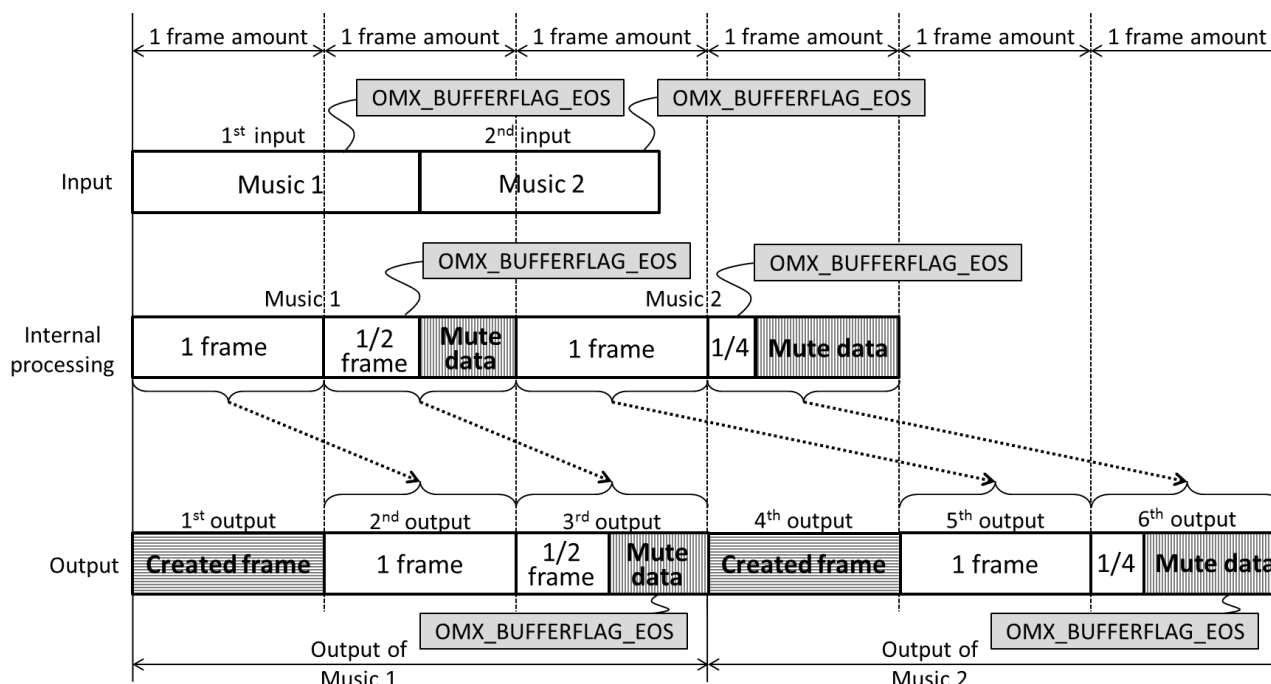 1 frame amount 1 frame amount 1 frame amount 1 frame amount 1 frame amount 1 frame amount
OMX_BUFFERFLAG_EOS OMX_BUFFERFLAG_EOS
1st input 2nd input
Input Music 1 Music 2
OMX_BUFFERFLAG_EOS OMX_BUFFERFLAG_EOS
Music 1 Music 2
Internal processing
1 frame
1/2 frame
Mute data
1 frame
1/4
Mute data
1st output 2nd output 3rd output 4th output 5th output 6th output
Output
Created frame
1 frame
1/2 frame
Mute data
Created frame
1 frame
1/4
Mute data
OMX_BUFFERFLAG_EOS OMX_BUFFERFLAG_EOS
Output of Music 1
Output of Music 2